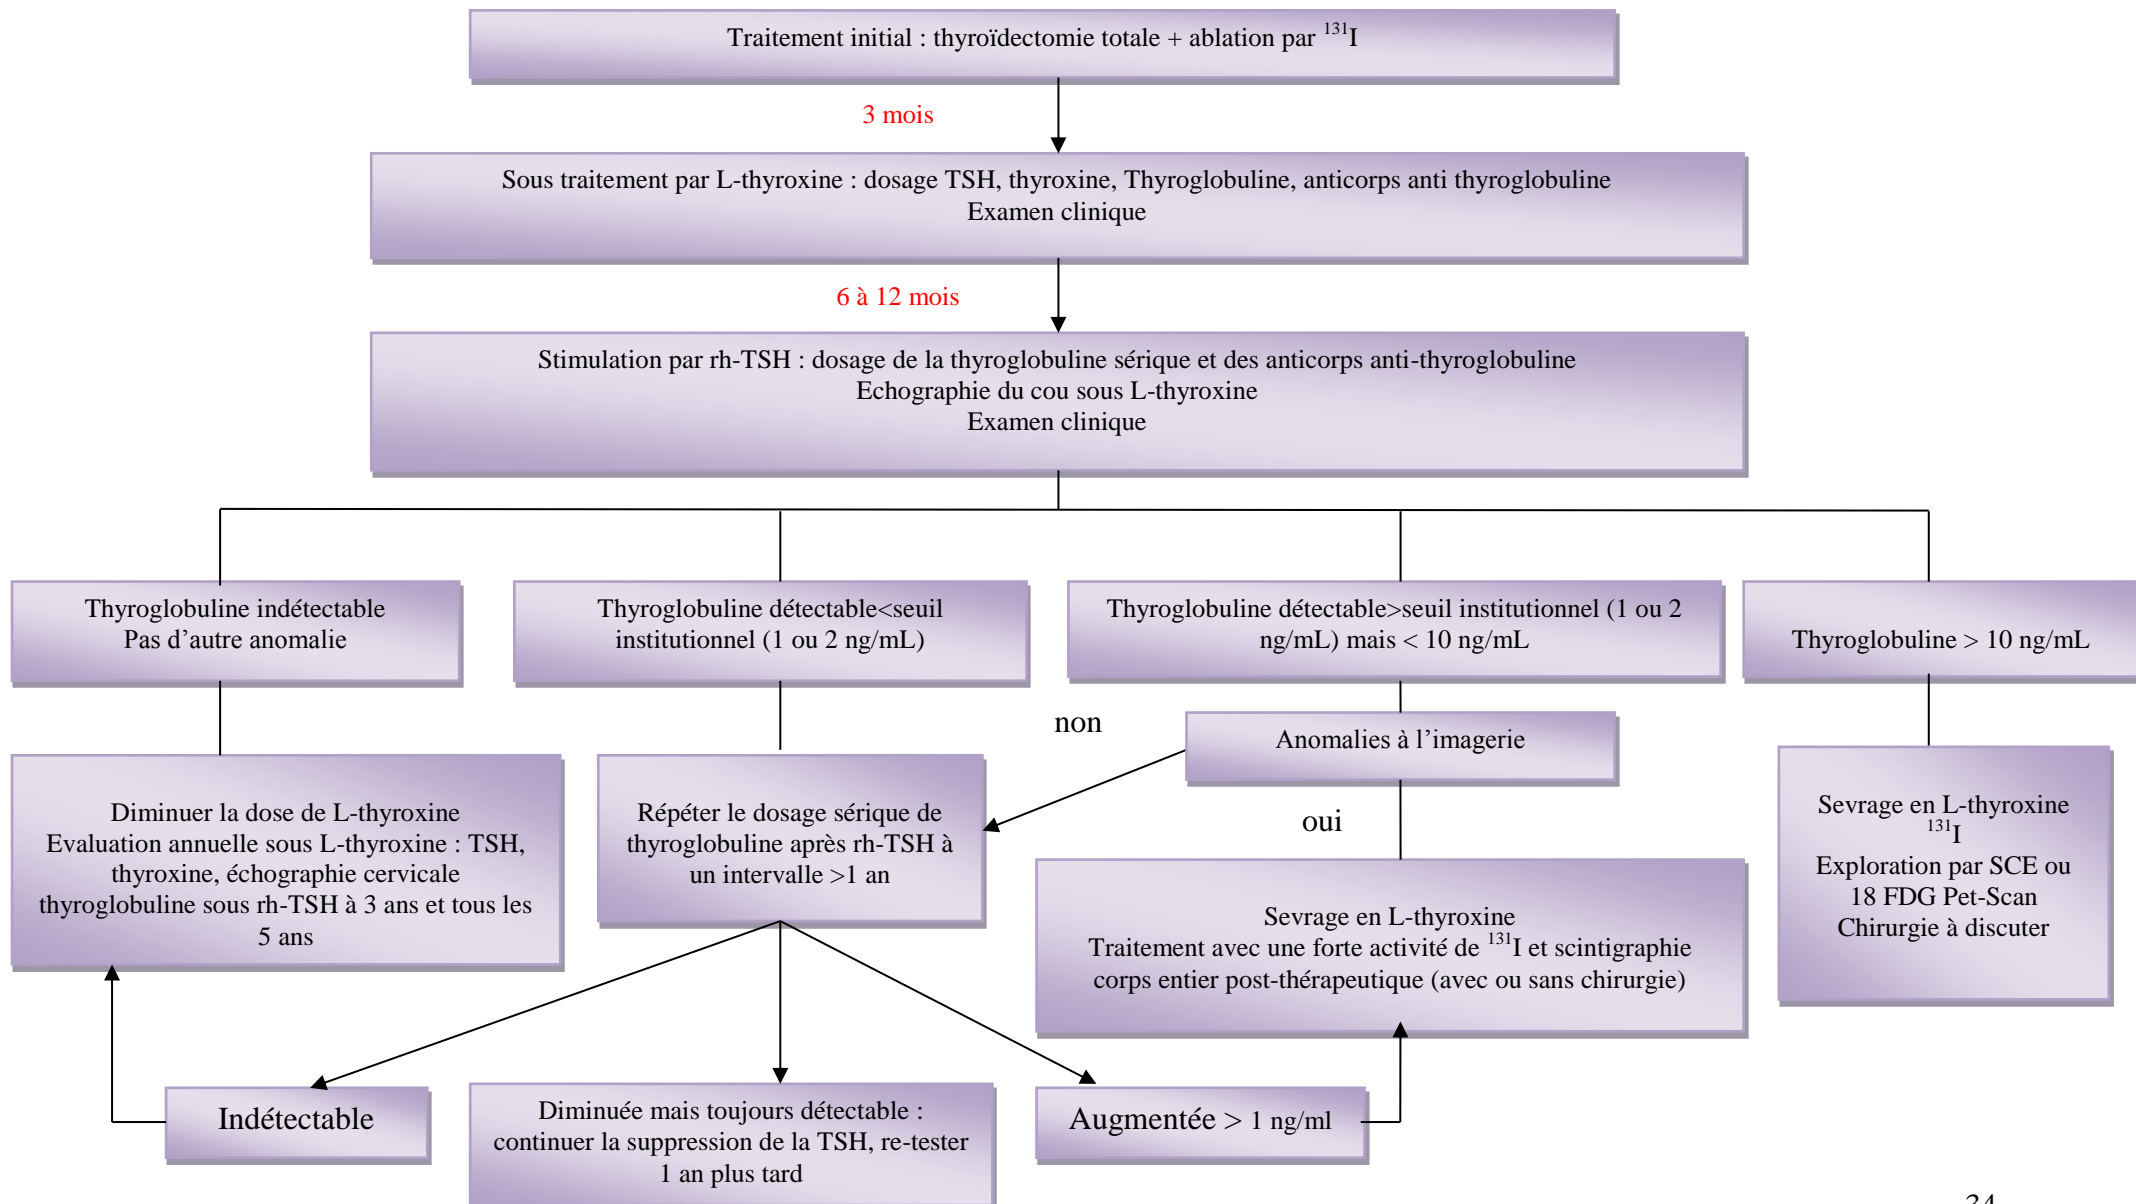 Traitement initial : thyroïdectomie totale + ablation par ¹³¹I
3 mois
Sous traitement par L-thyroxine : dosage TSH, thyroxine, Thyroglobuline, anticorps anti thyroglobuline
Examen clinique
6 à 12 mois
Stimulation par rh-TSH : dosage de la thyroglobuline sérique et des anticorps anti-thyroglobuline
Echographie du cou sous L-thyroxine
Examen clinique
Thyroglobuline indétectable
Pas d’autre anomalie
Thyroglobuline détectable<seuil
institutionnel (1 ou 2 ng/mL)
Thyroglobuline détectable>seuil institutionnel (1 ou 2
ng/mL) mais < 10 ng/mL
Thyroglobuline > 10 ng/mL
non
Anomalies à l’imagerie
oui
Diminuer la dose de L-thyroxine
Evaluation annuelle sous L-thyroxine : TSH,
thyroxine, échographie cervicale
thyroglobuline sous rh-TSH à 3 ans et tous les
5 ans
Répéter le dosage sérique de
thyroglobuline après rh-TSH à
un intervalle >1 an
Sevrage en L-thyroxine
Traitement avec une forte activité de ¹³¹I et scintigraphie
corps entier post-thérapeutique (avec ou sans chirurgie)
Sevrage en L-thyroxine
¹³¹I
Exploration par SCE ou
18 FDG Pet-Scan
Chirurgie à discuter
Indétectable
Diminuée mais toujours détectable :
continuer la suppression de la TSH, re-tester
1 an plus tard
Augmentée > 1 ng/ml
34